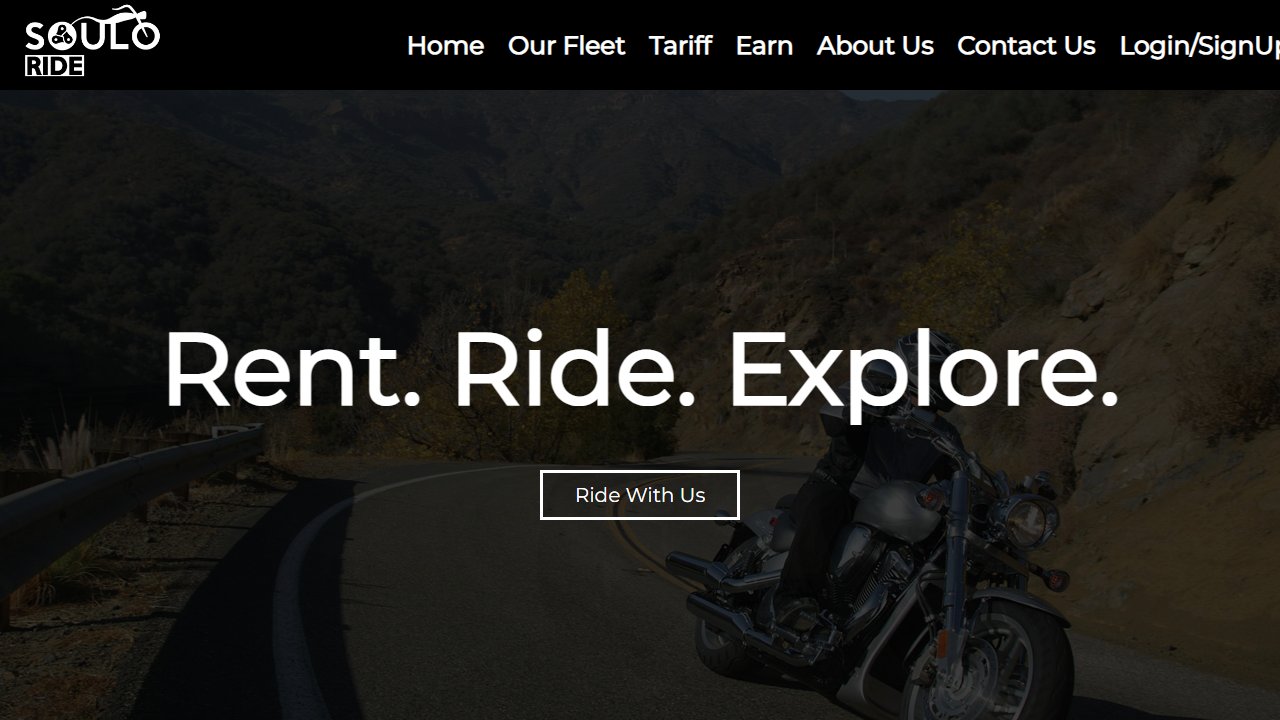 SOULO
RIDE
Home Our Fleet Tariff Earn About Us Contact Us Login/SignUp
Rent. Ride. Explore.
Ride With Us